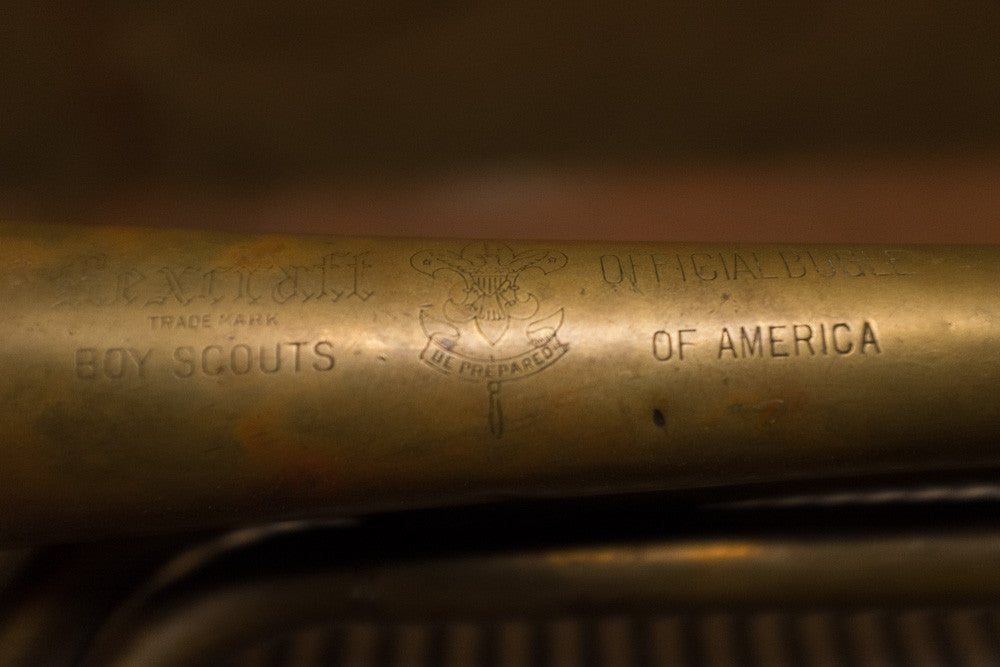 Rexcraft
TRADE MARK
BOY SCOUTS
BE PREPARED
OFFICIAL BUGLE
OF AMERICA